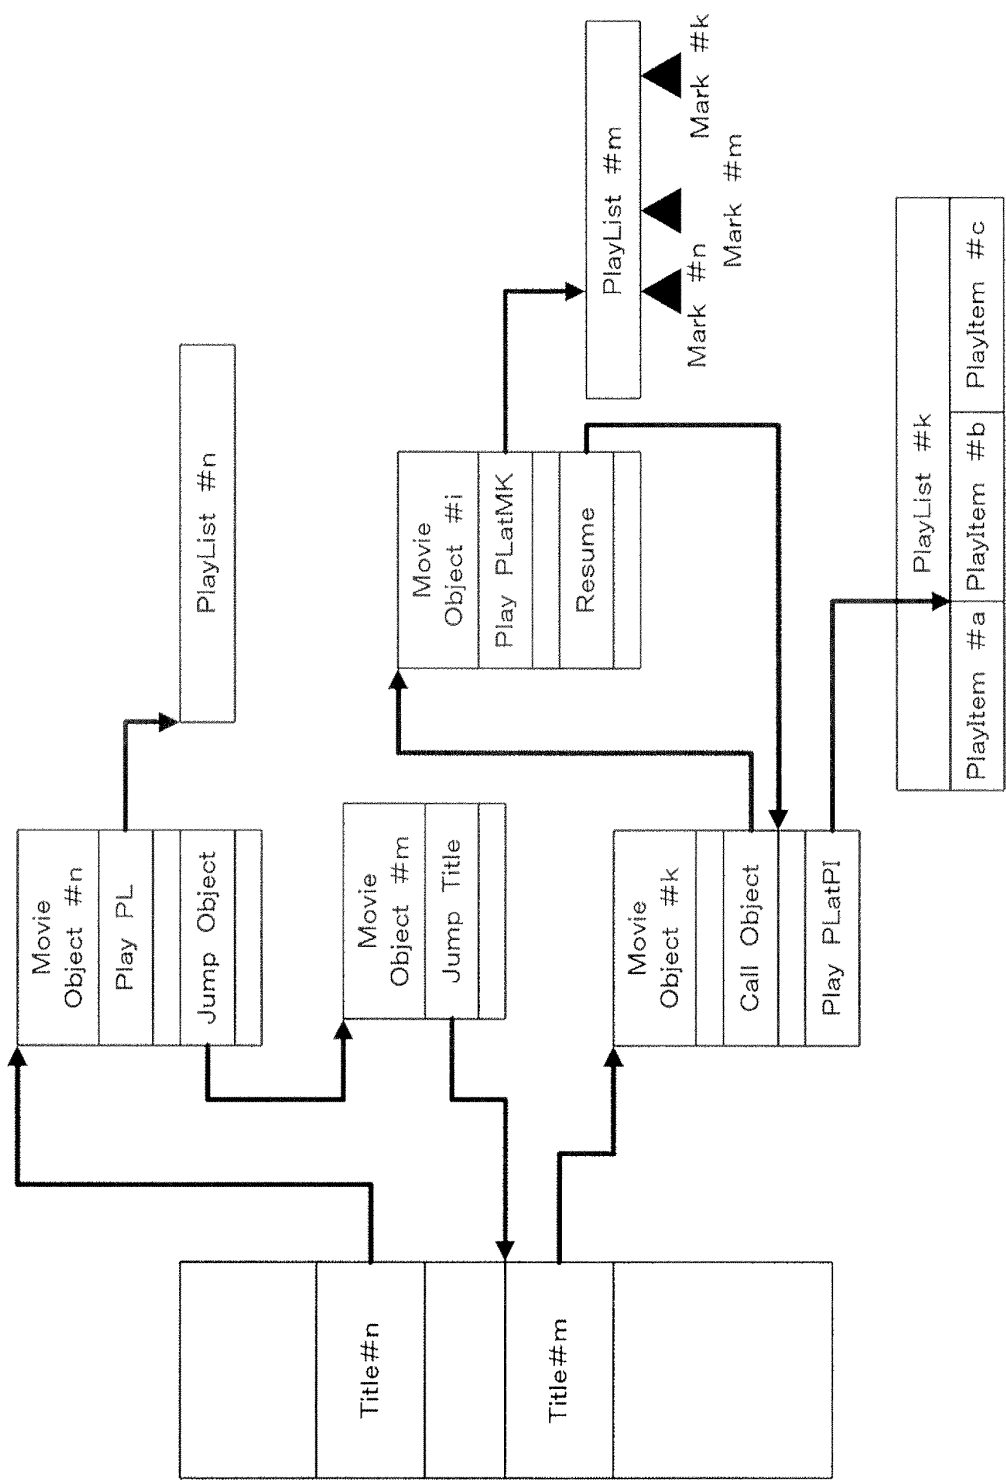 Title#n
Title#m
Movie
Object #n
Play PL
Jump Object
Movie
Object #m
Jump Title
Movie
Object #k
Call Object
Play PLatPI
PlayList #n
Movie
Object #i
Play PLatMK
Resume
PlayList #m
Mark #n
Mark #m
Mark #k
PlayList #k
PlayItem #a
PlayItem #b
PlayItem #c